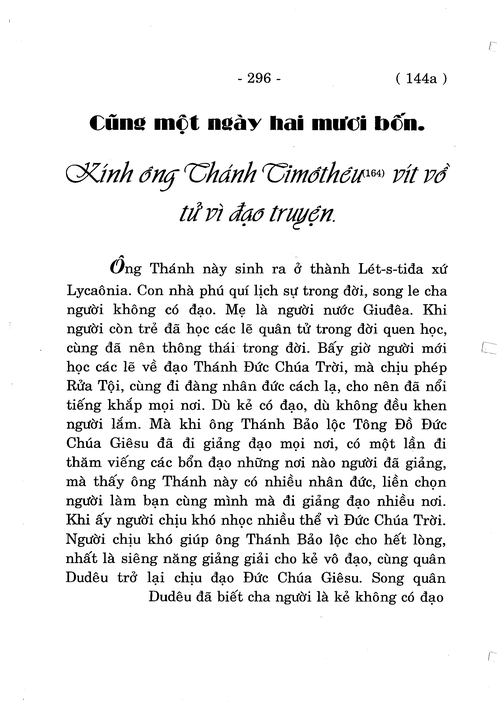 - 296 - ( 144a )
Cũng một ngày hai mươi bốn.
Kính ông Thánh Timôthêu(164) vít vồ
tử vì đạo truyện.
Ông Thánh này sinh ra ở thành Lét-s-tiđa xứ
Lycaônia. Con nhà phú quí lịch sự trong đời, song le cha
người không có đạo. Mẹ là người nước Giuđêa. Khi
người còn trẻ đã học các lẽ quân tử trong đời quen học,
cùng đã nên thông thái trong đời. Bấy giờ người mới
học các lẽ về đạo Thánh Đức Chúa Trời, mà chịu phép
Rửa Tội, cùng đi đàng nhân đức cách lạ, cho nên đã nổi
tiếng khắp mọi nơi. Dù kẻ có đạo, dù không đều khen
người lắm. Mà khi ông Thánh Bảo lộc Tông Đồ Đức
Chúa Giêsu đã đi giảng đạo mọi nơi, có một lần đi
thăm viếng các bổn đạo những nơi nào người đã giảng,
mà thấy ông Thánh này có nhiều nhân đức, liền chọn
người làm bạn cùng mình mà đi giảng đạo nhiều nơi.
Khi ấy người chịu khó nhọc nhiều thể vì Đức Chúa Trời.
Người chịu khó giúp ông Thánh Bảo lộc cho hết lòng,
nhất là siêng năng giảng giải cho kẻ vô đạo, cùng quân
Dudêu trở lại chịu đạo Đức Chúa Giêsu. Song quân
Dudêu đã biết cha người là kẻ không có đạo